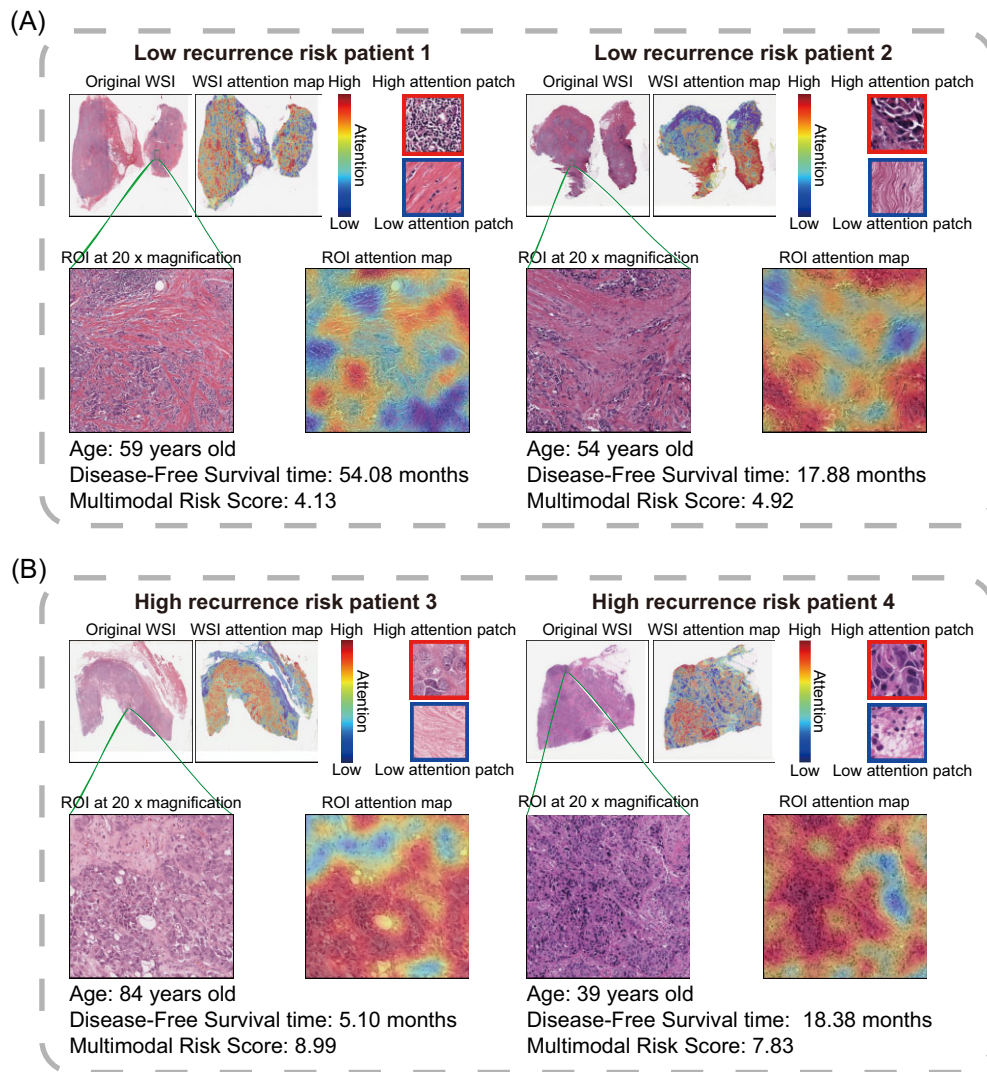 (A)
Low recurrence risk patient 1
Original WSI
WSI attention map
High
High attention patch
Attention
Low
Low attention patch
ROI at 20 x magnification
ROI attention map
Age: 59 years old
Disease-Free Survival time: 54.08 months
Multimodal Risk Score: 4.13
Low recurrence risk patient 2
Original WSI
WSI attention map
High
High attention patch
Attention
Low
Low attention patch
ROI at 20 x magnification
ROI attention map
Age: 54 years old
Disease-Free Survival time: 17.88 months
Multimodal Risk Score: 4.92
(B)
High recurrence risk patient 3
Original WSI
WSI attention map
High
High attention patch
Attention
Low
Low attention patch
ROI at 20 x magnification
ROI attention map
Age: 84 years old
Disease-Free Survival time: 5.10 months
Multimodal Risk Score: 8.99
High recurrence risk patient 4
Original WSI
WSI attention map
High
High attention patch
Attention
Low
Low attention patch
ROI at 20 x magnification
ROI attention map
Age: 39 years old
Disease-Free Survival time: 18.38 months
Multimodal Risk Score: 7.83